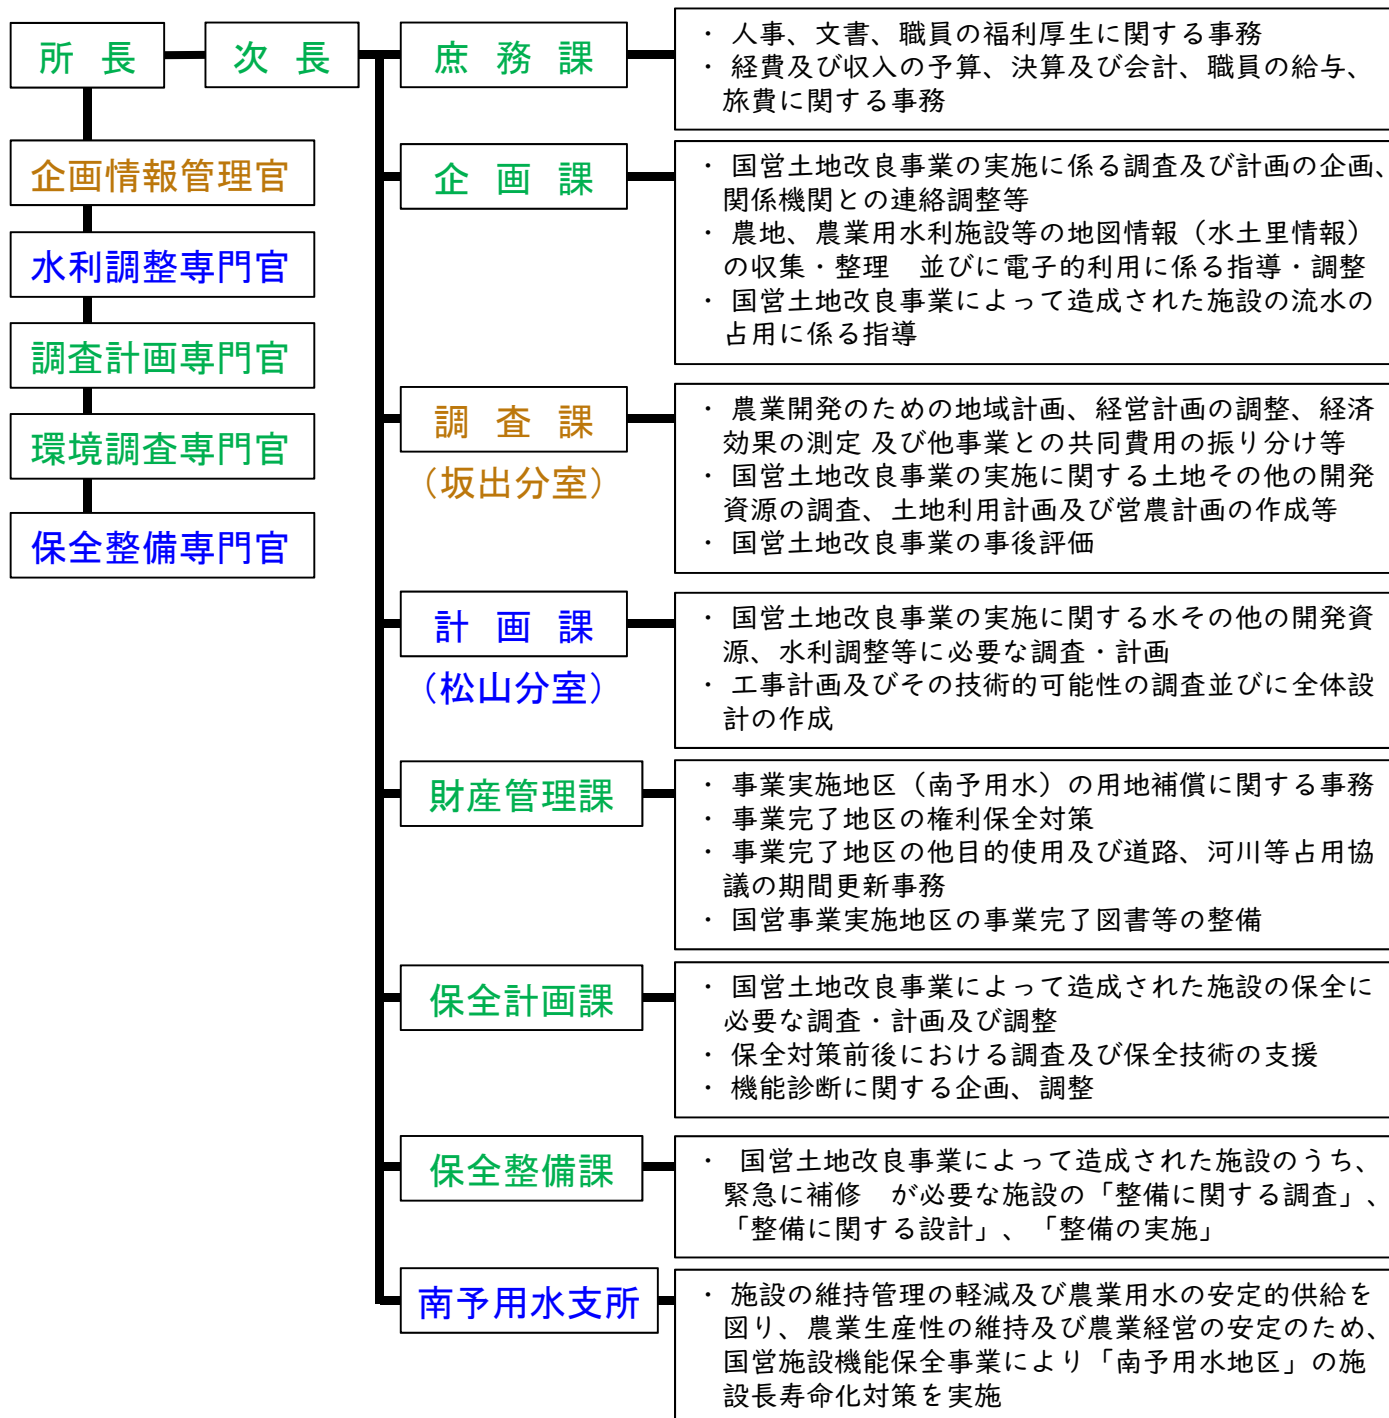 所 長
次 長
企画情報管理官
水利調整専門官
調査計画専門官
環境調査専門官
保全整備専門官
庶 務 課
・ 人事、文書、職員の福利厚生に関する事務
・ 経費及び収入の予算、決算及び会計、職員の給与、
旅費に関する事務
企 画 課
・ 国営土地改良事業の実施に係る調査及び計画の企画、
関係機関との連絡調整等
・ 農地、農業用水利施設等の地図情報（水土里情報）
の収集・整理　並びに電子的利用に係る指導・調整
・ 国営土地改良事業によって造成された施設の流水の
占用に係る指導
調 査 課
（坂出分室）
・ 農業開発のための地域計画、経営計画の調整、経済
効果の測定 及び他事業との共同費用の振り分け等
・ 国営土地改良事業の実施に関する土地その他の開発
資源の調査、土地利用計画及び営農計画の作成等
・ 国営土地改良事業の事後評価
計 画 課
（松山分室）
・ 国営土地改良事業の実施に関する水その他の開発資
源、水利調整等に必要な調査・計画
・ 工事計画及びその技術的可能性の調査並びに全体設
計の作成
財産管理課
・ 事業実施地区（南予用水）の用地補償に関する事務
・ 事業完了地区の権利保全対策
・ 事業完了地区の他目的使用及び道路、河川等占用協
議の期間更新事務
・ 国営事業実施地区の事業完了図書等の整備
保全計画課
・ 国営土地改良事業によって造成された施設の保全に
必要な調査・計画及び調整
・ 保全対策前後における調査及び保全技術の支援
・ 機能診断に関する企画、調整
保全整備課
・ 国営土地改良事業によって造成された施設のうち、
緊急に補修　が必要な施設の「整備に関する調査」、
「整備に関する設計」、「整備の実施」
南予用水支所
・ 施設の維持管理の軽減及び農業用水の安定的供給を
図り、農業生産性の維持及び農業経営の安定のため、
国営施設機能保全事業により「南予用水地区」の施
設長寿命化対策を実施